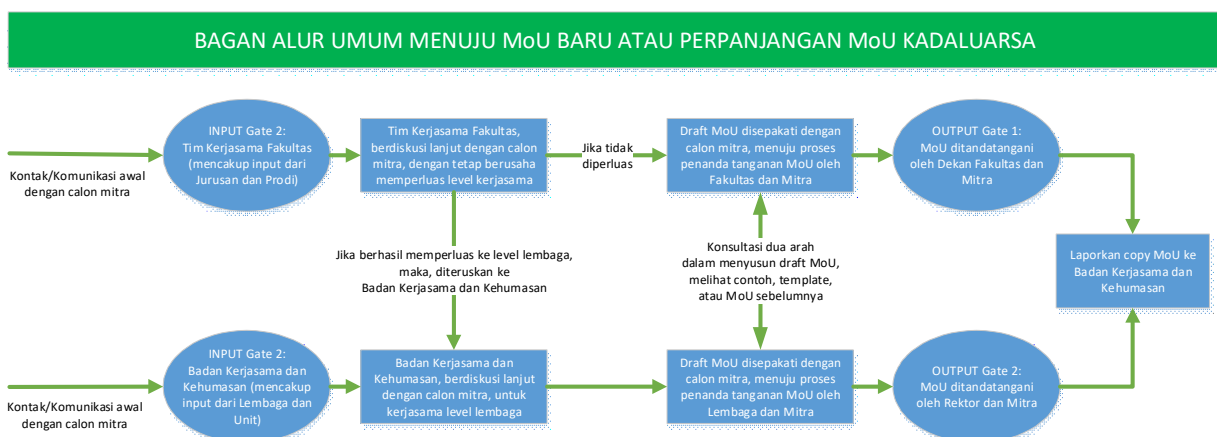 BAGAN ALUR UMUM MENUJU MoU BARU ATAU PERPANJANGAN MoU KADALUARSA
Kontak/Komunikasi awal
dengan calon mitra
INPUT Gate 2:
Tim Kerjasama Fakultas
(mencakup input dari
Jurusan dan Prodi)
Tim Kerjasama Fakultas,
berdiskusi lanjut dengan calon
mitra, dengan tetap berusaha
memperluas level kerjasama
Jika tidak
diperluas
Draft MoU disepakati dengan
calon mitra, menuju proses
penanda tanganan MoU oleh
Fakultas dan Mitra
OUTPUT Gate 1:
MoU ditandatangani
oleh Dekan Fakultas dan
Mitra
Jika berhasil memperluas ke level lembaga,
maka, diteruskan ke
Badan Kerjasama dan Kehumasan
Konsultasi dua arah
dalam menyusun draft MoU,
melihat contoh, template,
atau MoU sebelumnya
Laporkan copy MoU ke
Badan Kerjasama dan
Kehumasan
Kontak/Komunikasi awal
dengan calon mitra
INPUT Gate 2:
Badan Kerjasama dan
Kehumasan (mencakup
input dari Lembaga dan
Unit)
Badan Kerjasama dan
Kehumasan, berdiskusi lanjut
dengan calon mitra, untuk
kerjasama level lembaga
Draft MoU disepakati dengan
calon mitra, menuju proses
penanda tanganan MoU oleh
Lembaga dan Mitra
OUTPUT Gate 2:
MoU ditandatangani
oleh Rektor dan Mitra